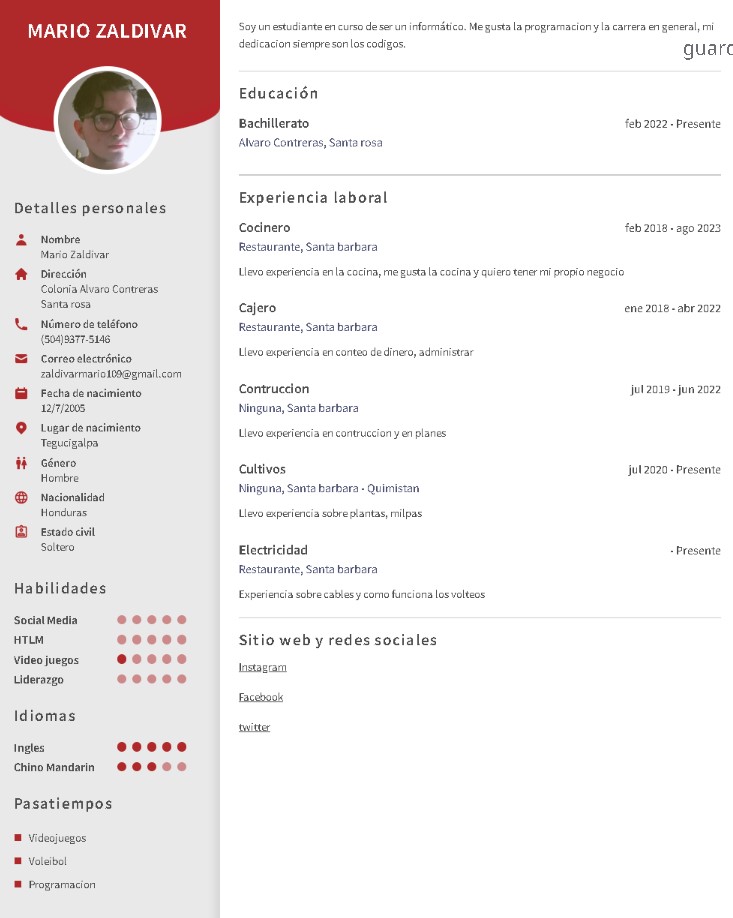 MARIO ZALDIVAR
Detalles personales
Nombre
Mario Zaldivar
Dirección
Colonia Alvaro Contreras
Santa rosa
Número de teléfono
(504)9377-5146
Correo electrónico
zaldivarmario109@gmail.com
Fecha de nacimiento
12/7/2005
Lugar de nacimiento
Tegucigalpa
Género
Hombre
Nacionalidad
Honduras
Estado civil
Soltero
Habilidades
Social Media
HTLM
Video juegos
Liderazgo
Idiomas
Ingles
Chino Mandarin
Pasatiempos
Videojuegos
Voleibol
Programacion
Soy un estudiante en curso de ser un informático. Me gusta la programacion y la carrera en general, mi
dedicacion siempre son los codigos.
guard
Educación
Bachillerato feb 2022 - Presente
Alvaro Contreras, Santa rosa
Experiencia laboral
Cocinero feb 2018 - ago 2023
Restaurante, Santa barbara
Llevo experiencia en la cocina, me gusta la cocina y quiero tener mi propio negocio
Cajero ene 2018 - abr 2022
Restaurante, Santa barbara
Llevo experiencia en conteo de dinero, administrar
Contruccion jul 2019 - jun 2022
Ninguna, Santa barbara
Llevo experiencia en contruccion y en planes
Cultivos jul 2020 - Presente
Ninguna, Santa barbara - Quimistan
Llevo experiencia sobre plantas, milpas
Electricidad - Presente
Restaurante, Santa barbara
Experiencia sobre cables y como funciona los volteos
Sitio web y redes sociales
Instagram
Facebook
twitter